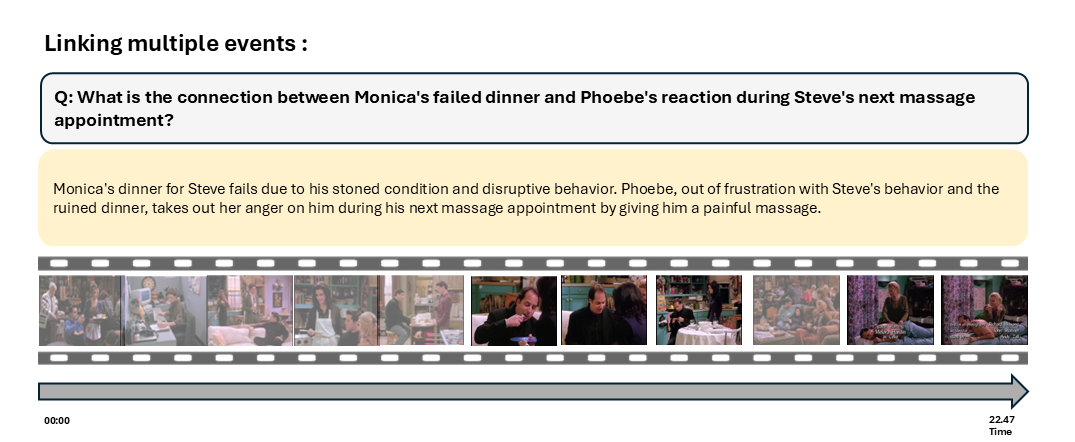 Linking multiple events :
Q: What is the connection between Monica's failed dinner and Phoebe's reaction during Steve's next massage
appointment?
Monica's dinner for Steve fails due to his stoned condition and disruptive behavior. Phoebe, out of frustration with Steve's behavior and the
ruined dinner, takes out her anger on him during his next massage appointment by giving him a painful massage.
00:00
22.47
Time